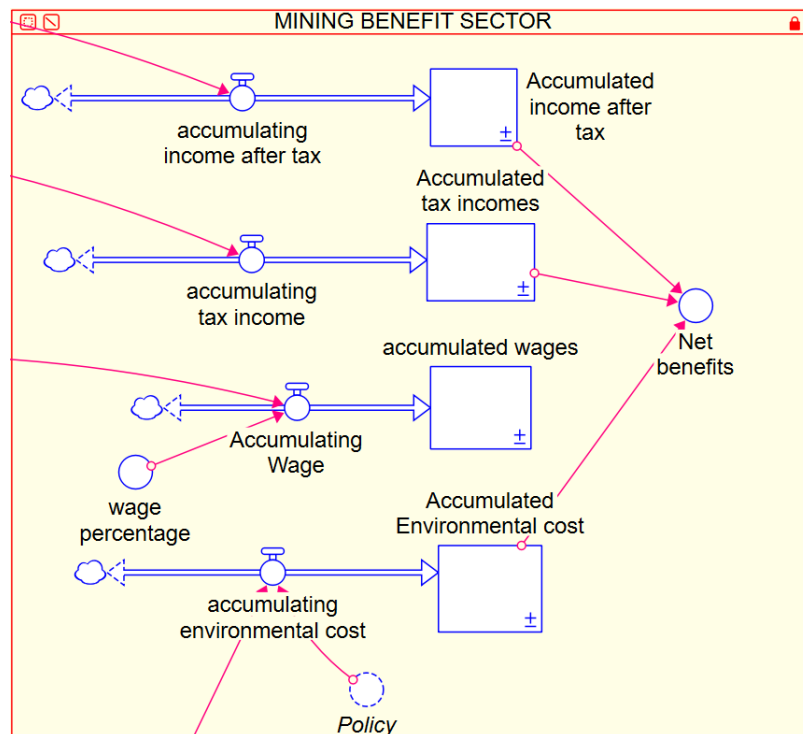 MINING BENEFIT SECTOR
Accumulated
income after
tax
accumulating
income after tax
Accumulated
tax incomes
accumulating
tax income
Net
benefits
accumulated wages
Accumulating
Wage
wage
percentage
Accumulated
Environmental cost
accumulating
environmental cost
Policy